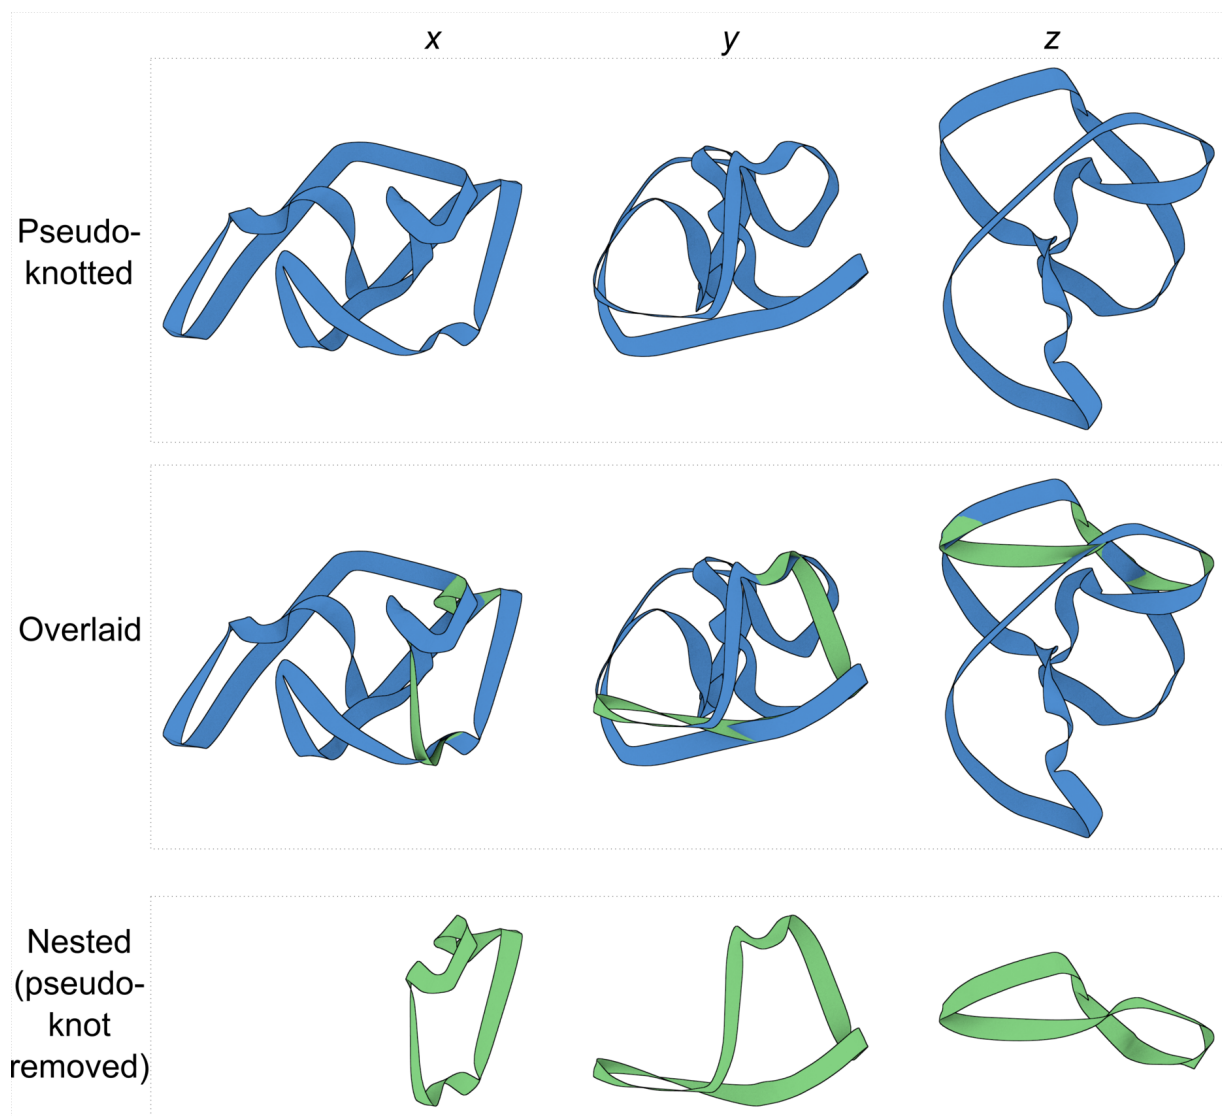 x y z
Pseudo-
knotted
Overlaid
Nested
(pseudo-
knot
removed)